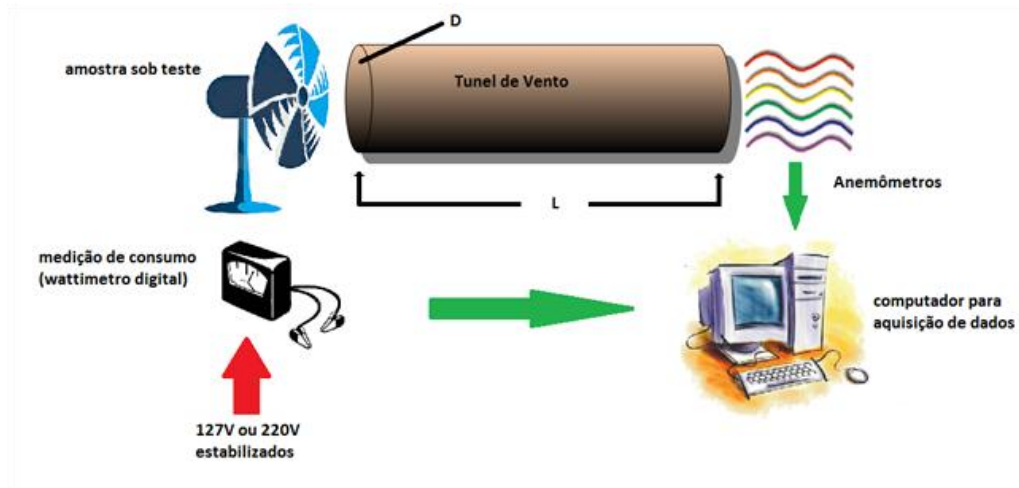 D
amostra sob teste
Tunel de Vento
L
Anemômetros
medição de consumo
(wattimetro digital)
computador para
aquisição de dados
127V ou 220V
estabilizados